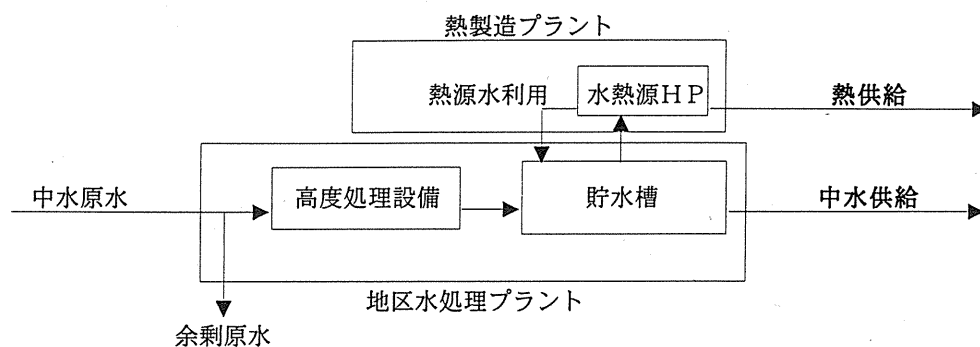 熱製造プラント
熱源水利用
水熱源HP
熱供給
中水原水
高度処理設備
貯水槽
中水供給
地区水処理プラント
余剰原水